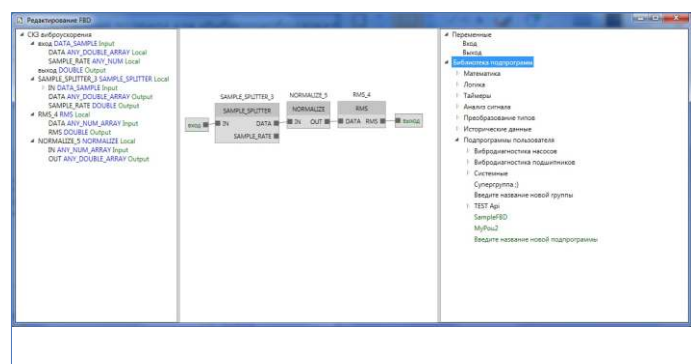 Редактирование FBD
СКЗ виброускорения
вход DATA_SAMPLE Input
DATA ANY_DOUBLE_ARRAY Local
SAMPLE_RATE ANY_NUM Local
выход DOUBLE Output
SAMPLE_SPLITTER_3 SAMPLE_SPLITTER Local
IN DATA_SAMPLE Input
DATA ANY_DOUBLE_ARRAY Output
SAMPLE_RATE DOUBLE Output
RMS_4 RMS Local
DATA ANY_NUM_ARRAY Input
RMS DOUBLE Output
NORMALIZE_5 NORMALIZE Local
IN ANY_NUM_ARRAY Input
OUT ANY_DOUBLE_ARRAY Output
SAMPLE_SPLITTER_3 NORMALIZE_5 RMS_4
SAMPLE_SPLITTER NORMALIZE RMS
вход IN DATA IN OUT DATA RMS выход
SAMPLE_RATE
Переменные
Вход
Выход
Библиотека подпрограмм
Математика
Логика
Таймеры
Анализ сигнала
Преобразование типов
Исторические данные
Подпрограммы пользователя
Вибродиагностика насосов
Вибродиагностика подшипников
Системные
Супергруппа ;)
Введите название новой группы
TEST Api
SampleFBD
MyPou2
Введите название новой подпрограммы